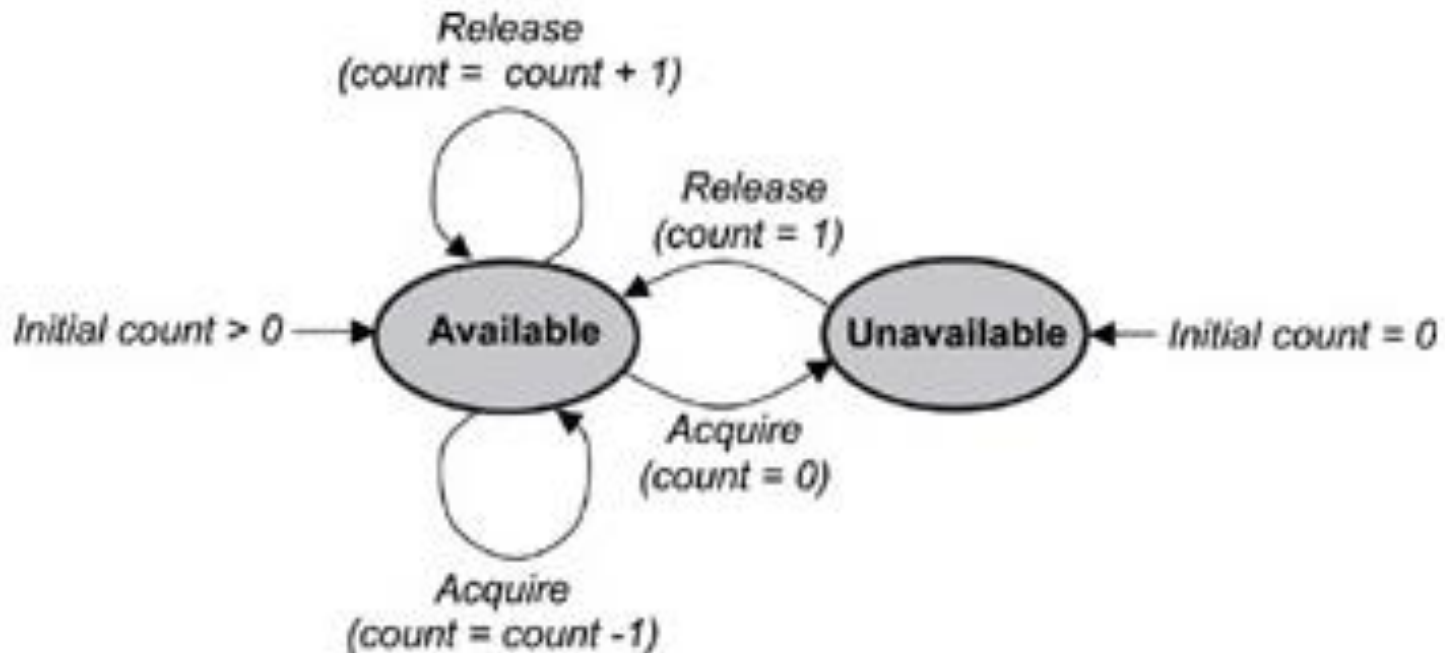 Release
(count = count + 1)
Release
(count = 1)
Initial count > 0
Available
Unavailable
Initial count = 0
Acquire
(count = 0)
Acquire
(count = count -1)